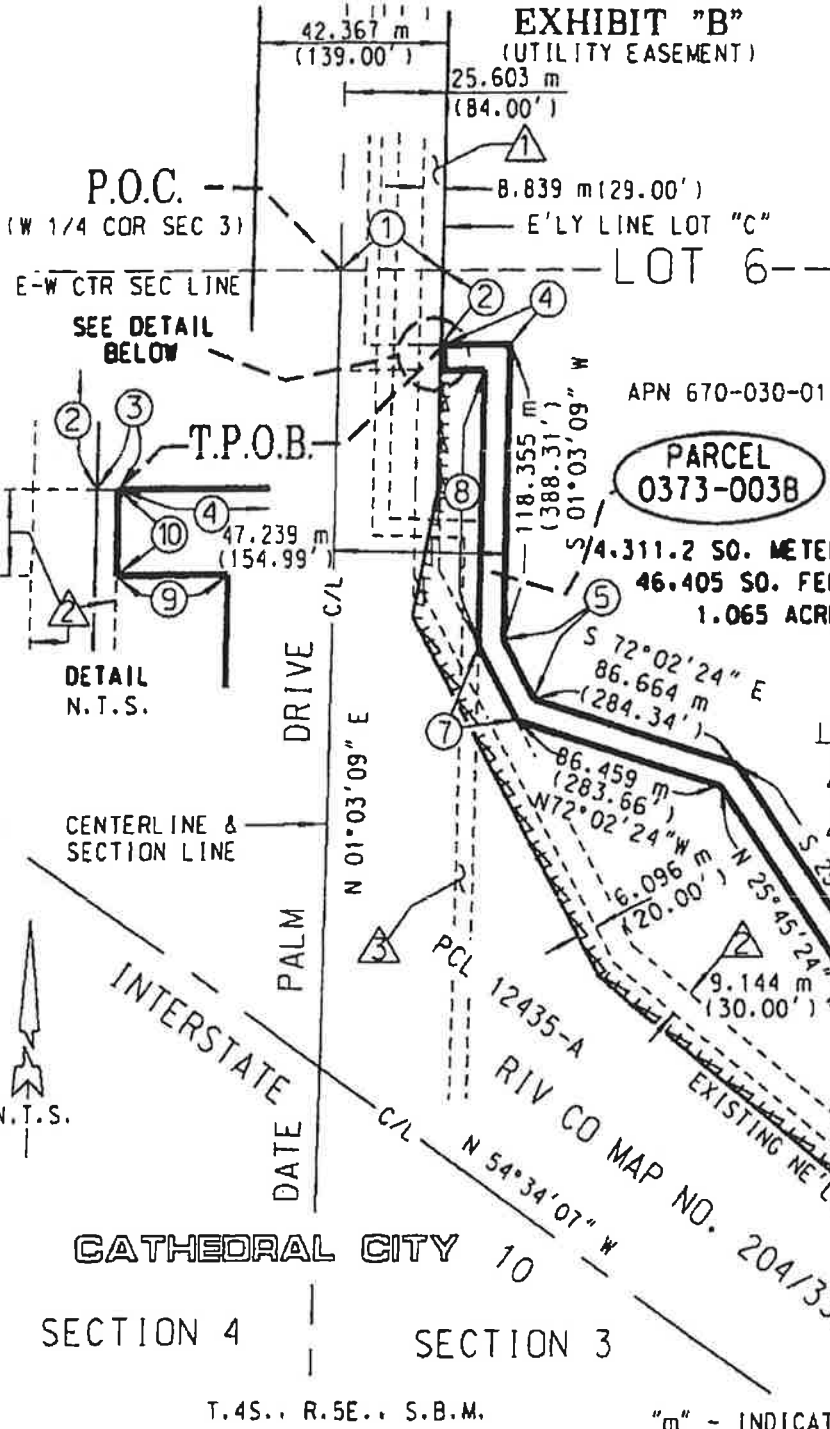 EXHIBIT "B"
(UTILITY EASEMENT)
42.367 m
(139.00')
25.603 m
(84.00')
1
8.839 m(29.00')
P.O.C.
(W 1/4 COR SEC 3)
1
E'LY LINE LOT "C"
LOT 6
E-W CTR SEC LINE
2
4
SEE DETAIL
BELOW
APN 670-030-01
2
3
T.P.O.B.
PARCEL
0373-003B
118.355 m
(388.31')
S 01°03'09" W
8
4
10
47.239 m
(154.99')
4.311.2 SQ.
46.405 SQ.
1.065
9
2
C/L
5
DETAIL
N.T.S.
S 72°02'24" E
86.664 m
(284.34')
7
86.459 m
(283.66')
N72°02'24"W
N 01°03'09" E
CENTERLINE &
SECTION LINE
6.096 m
(20.00')
N 25°45'24"
3
2
9.144 m
(30.00')
PCL 12435-A
DATE PALM DRIVE
INTERSTATE 10
N.T.S.
C/L
N 54°34'07" W
RIV CO MAP NO. 204/
EXISTING NE'L
CATHEDRAL CITY
SECTION 4
SECTION 3
T.4S., R.5E., S.B.M.
"m" - INDICAT